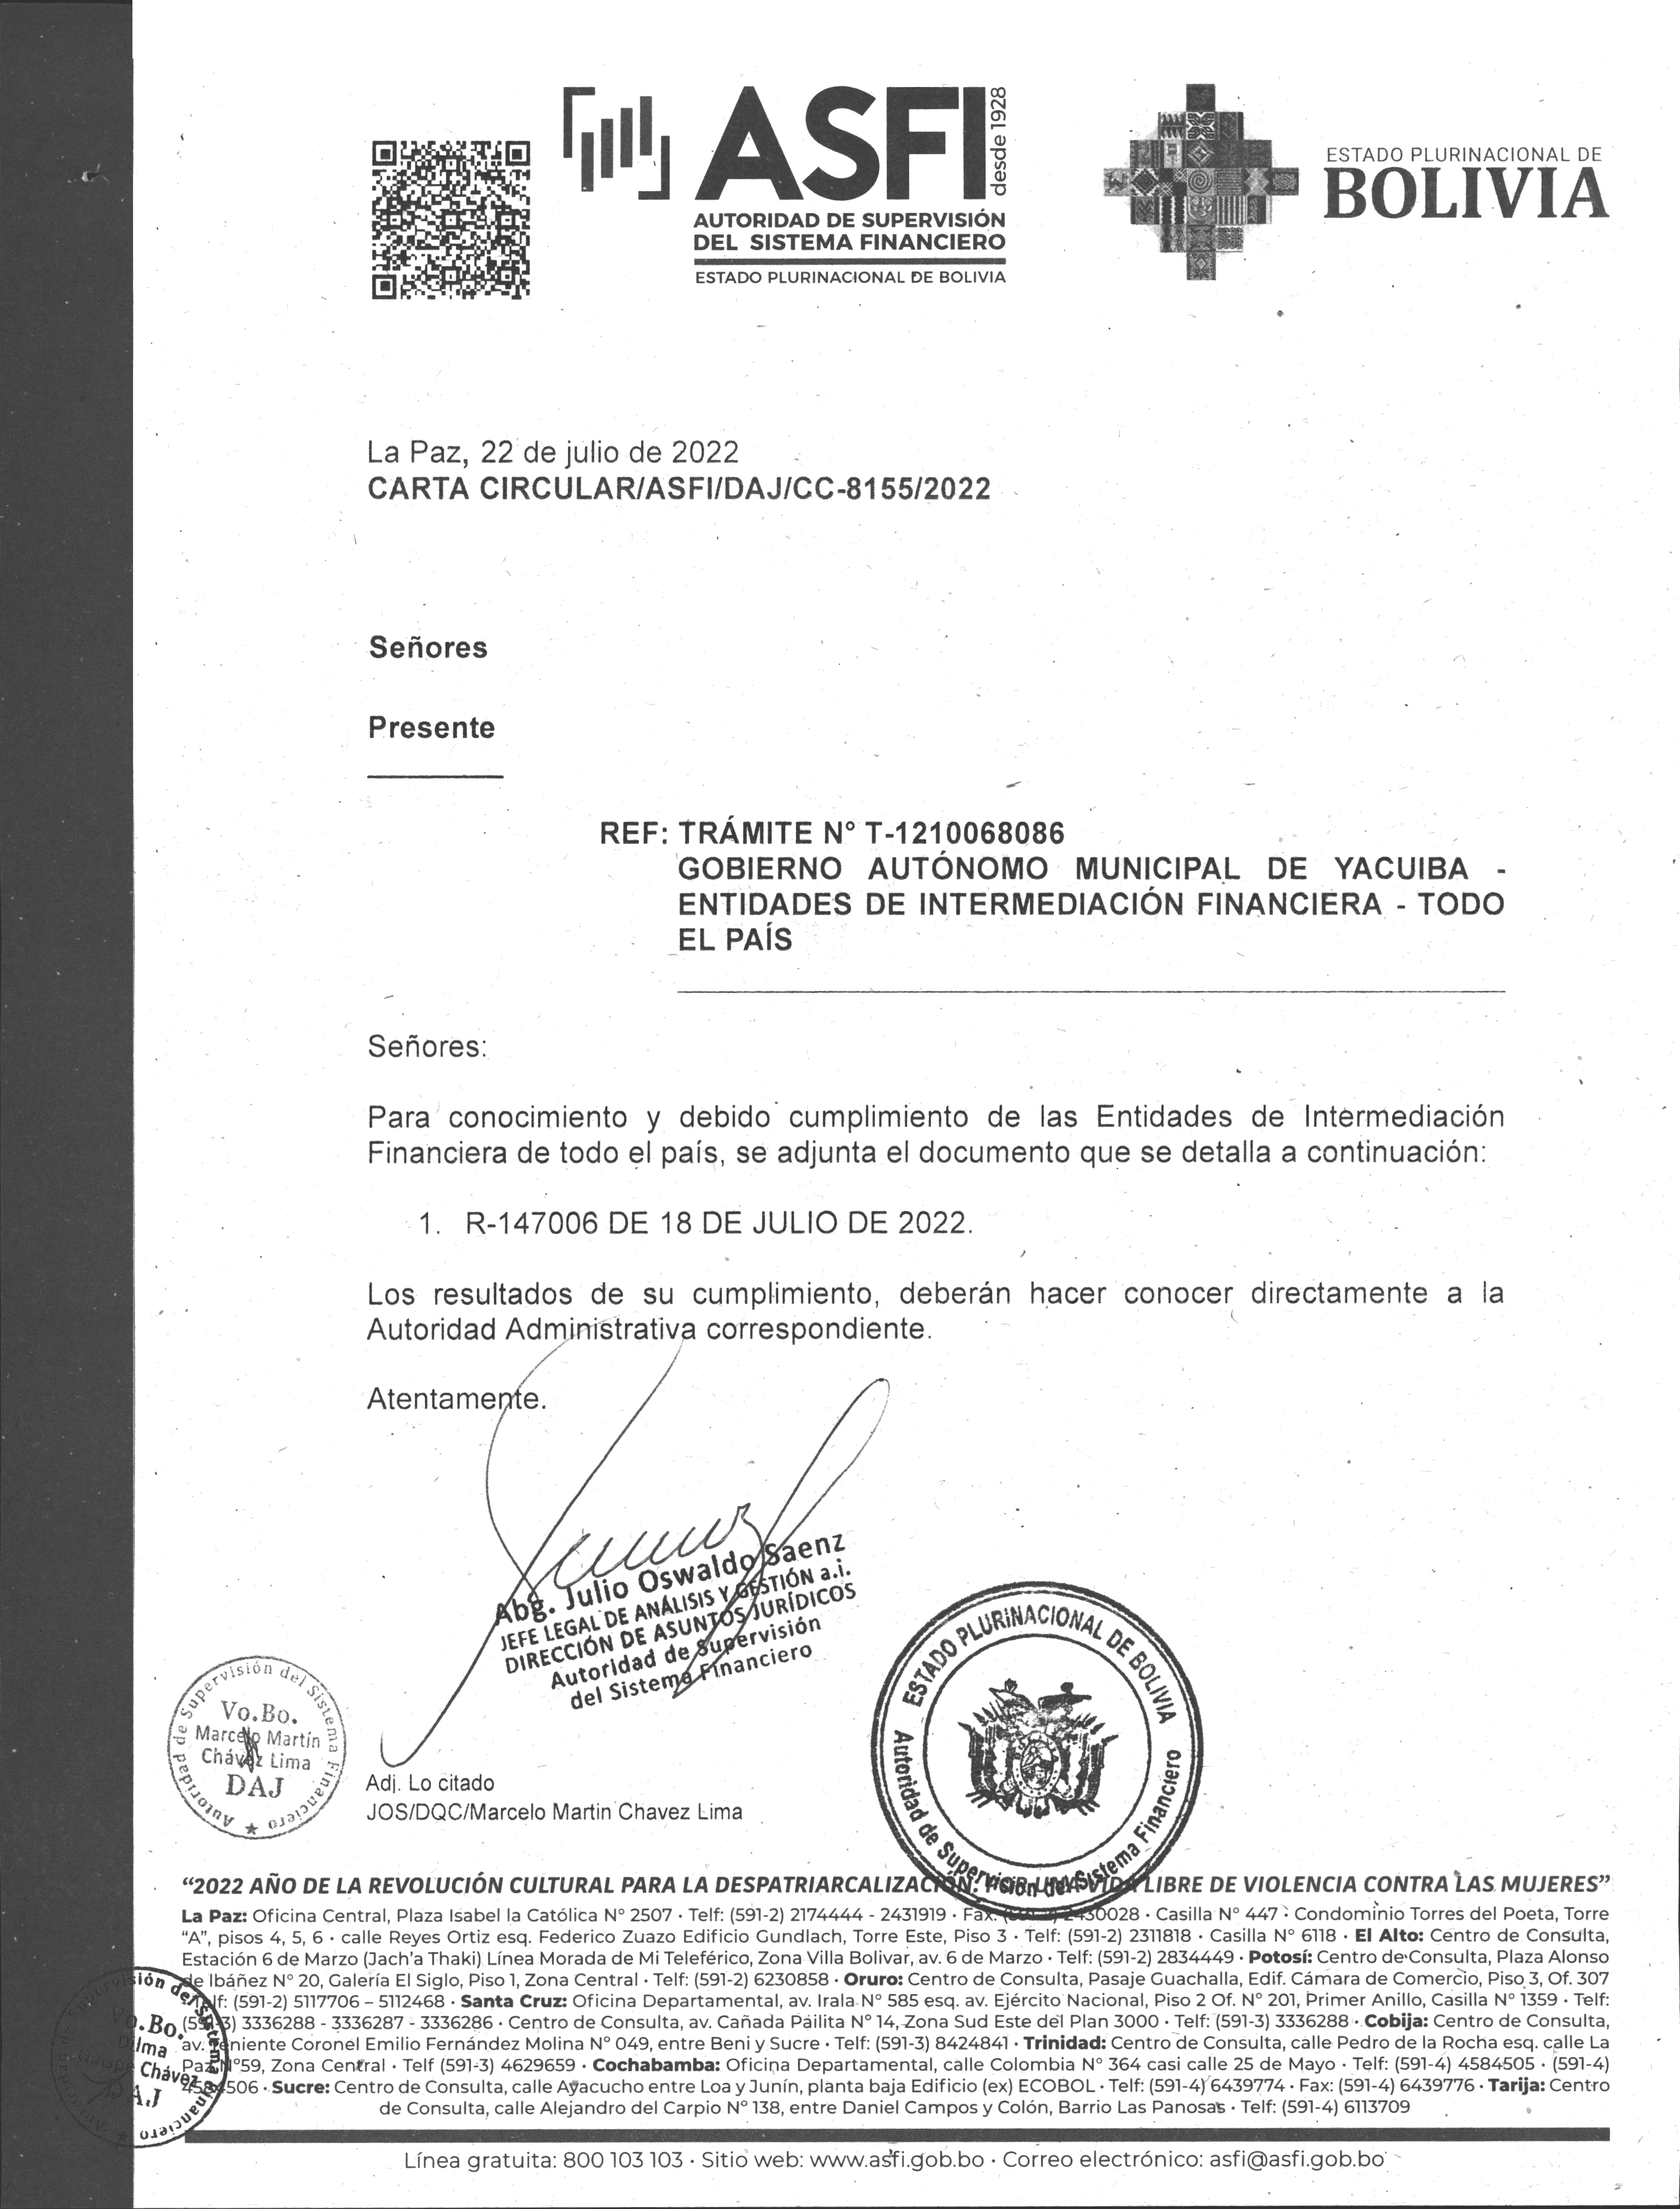 ASFI
desde 1928
AUTORIDAD DE SUPERVISIÓN
DEL SISTEMA FINANCIERO
ESTADO PLURINACIONAL DE BOLIVIA
ESTADO PLURINACIONAL DE
BOLIVIA
La Paz, 22 de julio de 2022
CARTA CIRCULAR/ASFI/DAJ/CC-8155/2022
Señores
Presente
REF: TRÁMITE N° T-1210068086
GOBIERNO AUTÓNOMO MUNICIPAL DE YACUIBA -
ENTIDADES DE INTERMEDIACIÓN FINANCIERA - TODO
EL PAÍS
Señores:
Para conocimiento y debido cumplimiento de las Entidades de Intermediación
Financiera de todo el país, se adjunta el documento que se detalla a continuación:
1. R-147006 DE 18 DE JULIO DE 2022.
Los resultados de su cumplimiento, deberán hacer conocer directamente a la
Autoridad Administrativa correspondiente.
Atentamente.
Abg. Julio Oswaldo Saenz
JEFE LEGAL DE ANÁLISIS Y GESTIÓN a.i.
DIRECCIÓN DE ASUNTOS JURÍDICOS
Autoridad de Supervisión
del Sistema Financiero
ESTADO PLURINACIONAL DE BOLIVIA
Autoridad de Supervisión del Sistema Financiero
Autoridad de Supervisión del Sistema Financiero
Vo.Bo.
Marcelo Martín
Chávez Lima
DAJ
Adj. Lo citado
JOS/DQC/Marcelo Martin Chavez Lima
“2022 AÑO DE LA REVOLUCIÓN CULTURAL PARA LA DESPATRIARCALIZACIÓN: POR UNA VIDA LIBRE DE VIOLENCIA CONTRA LAS MUJERES”
La Paz: Oficina Central, Plaza Isabel la Católica N° 2507 · Telf: (591-2) 2174444 - 2431919 · Fax: 2430028 · Casilla N° 447 · Condominio Torres del Poeta, Torre
“A”, pisos 4, 5, 6 · calle Reyes Ortiz esq. Federico Zuazo Edificio Gundlach, Torre Este, Piso 3 · Telf: (591-2) 2311818 · Casilla N° 6118 · El Alto: Centro de Consulta,
Estación 6 de Marzo (Jach'a Thaki) Línea Morada de Mi Teleférico, Zona Villa Bolivar, av. 6 de Marzo · Telf: (591-2) 2834449 · Potosí: Centro de Consulta, Plaza Alonso
de Ibáñez N° 20, Galería El Siglo, Piso 1, Zona Central · Telf: (591-2) 6230858 · Oruro: Centro de Consulta, Pasaje Guachalla, Edif. Cámara de Comercio, Piso 3, Of. 307
Telf: (591-2) 5117706 – 5112468 · Santa Cruz: Oficina Departamental, av. Irala N° 585 esq. av. Ejército Nacional, Piso 2 Of. N° 201, Primer Anillo, Casilla N° 1359 · Telf:
(591-3) 3336288 - 3336287 - 3336286 · Centro de Consulta, av. Cañada Pailita N° 14, Zona Sud Este del Plan 3000 · Telf: (591-3) 3336288 · Cobija: Centro de Consulta,
av. Teniente Coronel Emilio Fernández Molina N° 049, entre Beni y Sucre · Telf: (591-3) 8424841 · Trinidad: Centro de Consulta, calle Pedro de la Rocha esq. calle La
Paz N°59, Zona Central · Telf (591-3) 4629659 · Cochabamba: Oficina Departamental, calle Colombia N° 364 casi calle 25 de Mayo · Telf: (591-4) 4584505 · (591-4)
4584506 · Sucre: Centro de Consulta, calle Ayacucho entre Loa y Junín, planta baja Edificio (ex) ECOBOL · Telf: (591-4) 6439774 · Fax: (591-4) 6439776 · Tarija: Centro
de Consulta, calle Alejandro del Carpio N° 138, entre Daniel Campos y Colón, Barrio Las Panosas · Telf: (591-4) 6113709
Vo.Bo.
Chávez
Línea gratuita: 800 103 103 · Sitio web: www.asfi.gob.bo · Correo electrónico: asfi@asfi.gob.bo